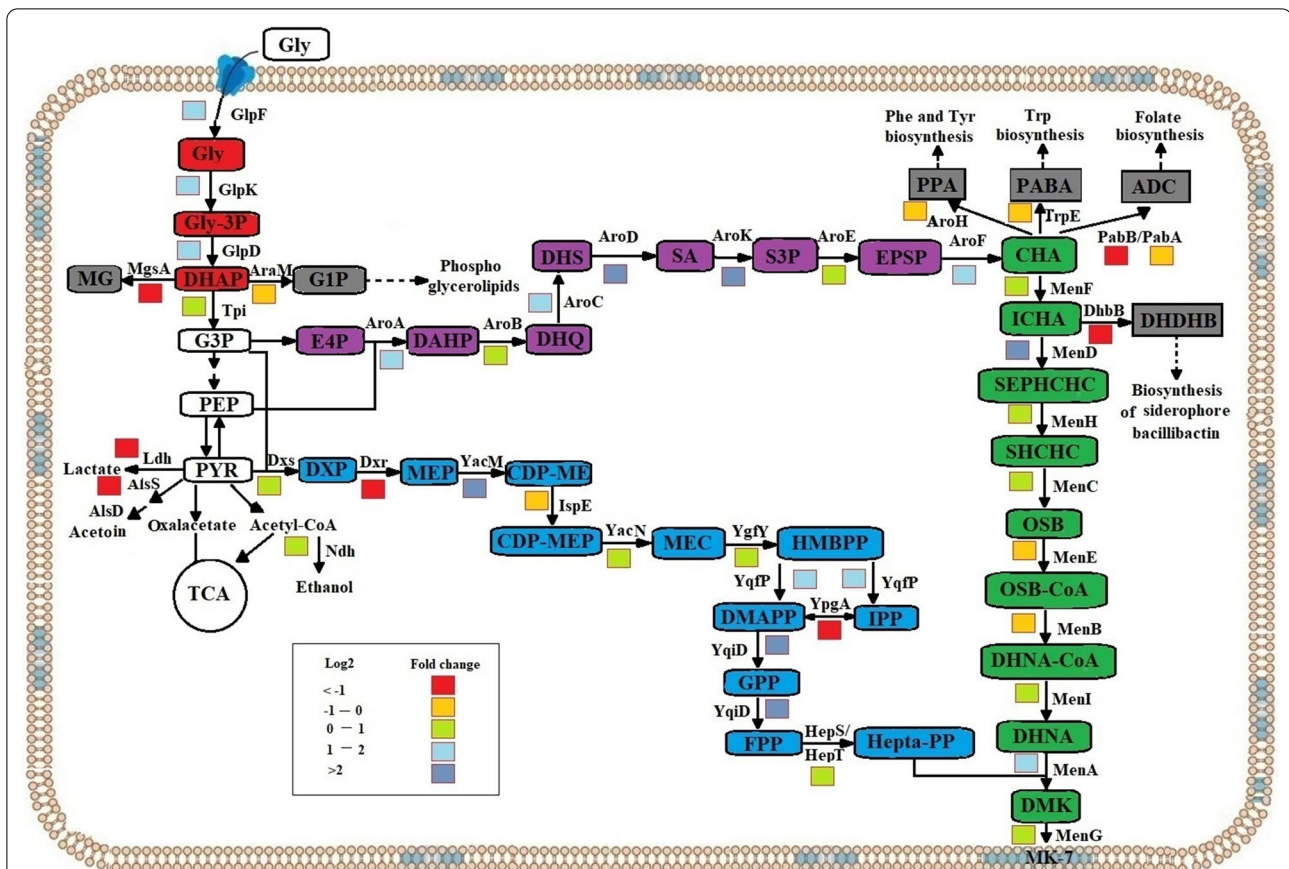 Gly
GlpF
Gly
GlpK
Gly-3P
GlpD
MG
MgsA
DHAP
AraM
G1P
Phospho
glycerolipids
Tpi
G3P
E4P
AroA
DAHP
AroB
DHQ
AroC
DHS
AroD
SA
AroK
S3P
AroE
EPSP
AroF
CHA
Phe and Tyr
biosynthesis
Trp
biosynthesis
Folate
biosynthesis
PPA
PABA
ADC
AroH
TrpE
PabB/PabA
MenF
ICHA
DhbB
DHDHB
MenD
Biosynthesis
of siderophore
bacillibactin
SEPHCHC
MenH
SHCHC
MenC
OSB
MenE
OSB-CoA
MenB
DHNA-CoA
MenI
DHNA
MenA
DMK
MenG
MK-7
PEP
PYR
Ldh
Lactate
AlsS
AlsD
Acetoin
Oxalacetate
Acetyl-CoA
Ndh
Ethanol
TCA
Dxs
DXP
Dxr
MEP
YacM
CDP-ME
IspE
CDP-MEP
YacN
MEC
YgfY
HMBPP
YqfP
YqfP
DMAPP
YpgA
IPP
YqiD
GPP
YqiD
FPP
HepS/
HepT
Hepta-PP
Log2 Fold change
< -1
-1 — 0
0 — 1
1 — 2
>2